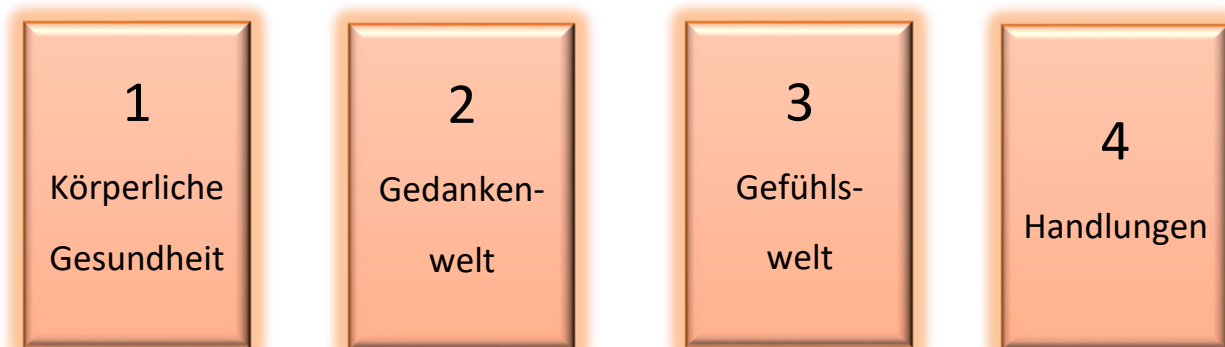 1
Körperliche
Gesundheit
2
Gedanken-
welt
3
Gefühls-
welt
4
Handlungen